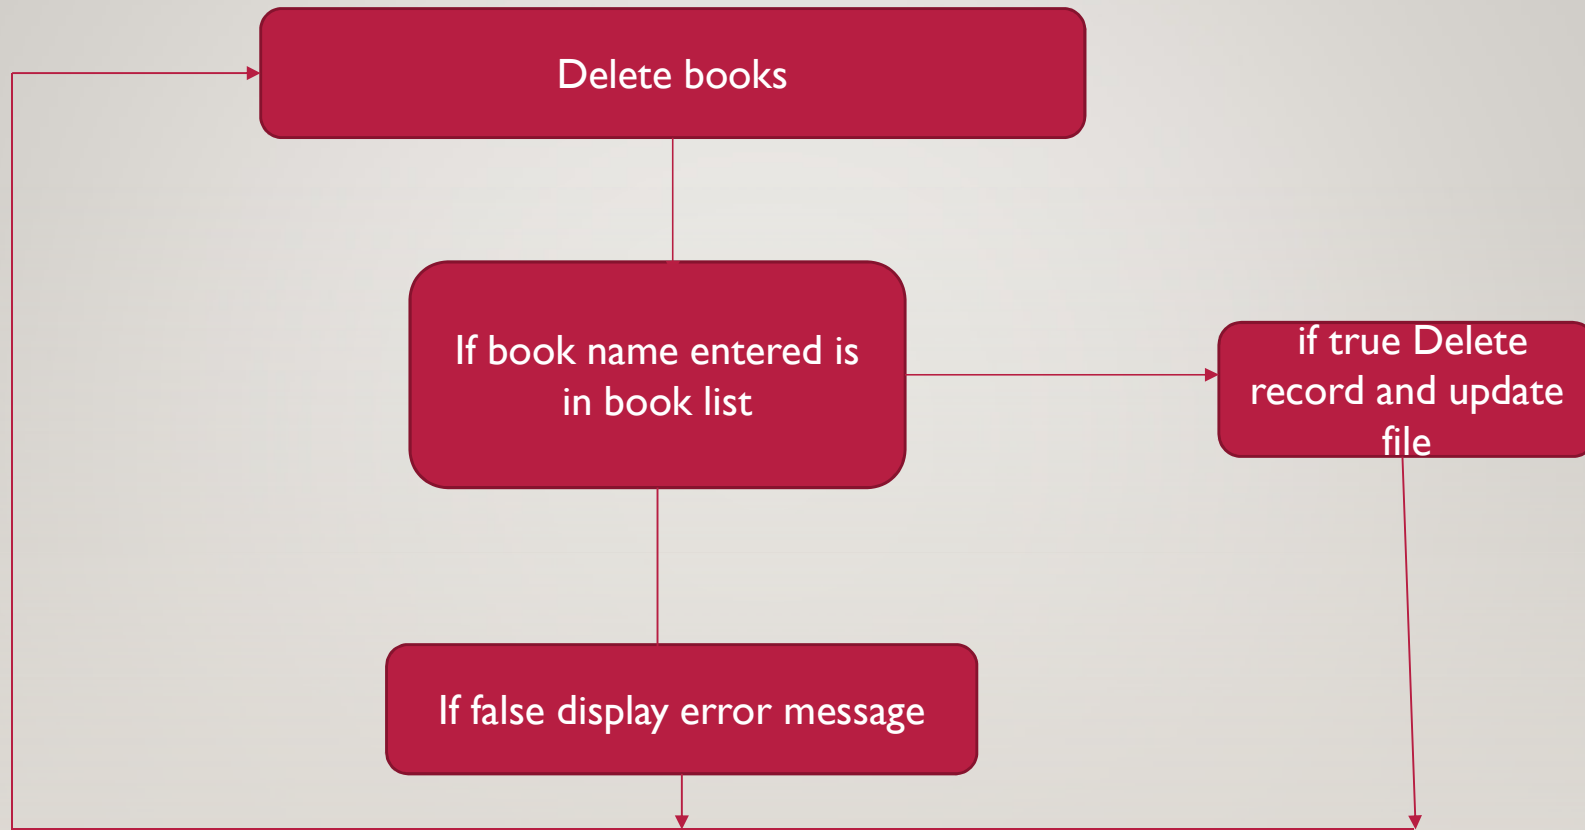 Delete books
If book name entered is
in book list
if true Delete
record and update
file
If false display error message